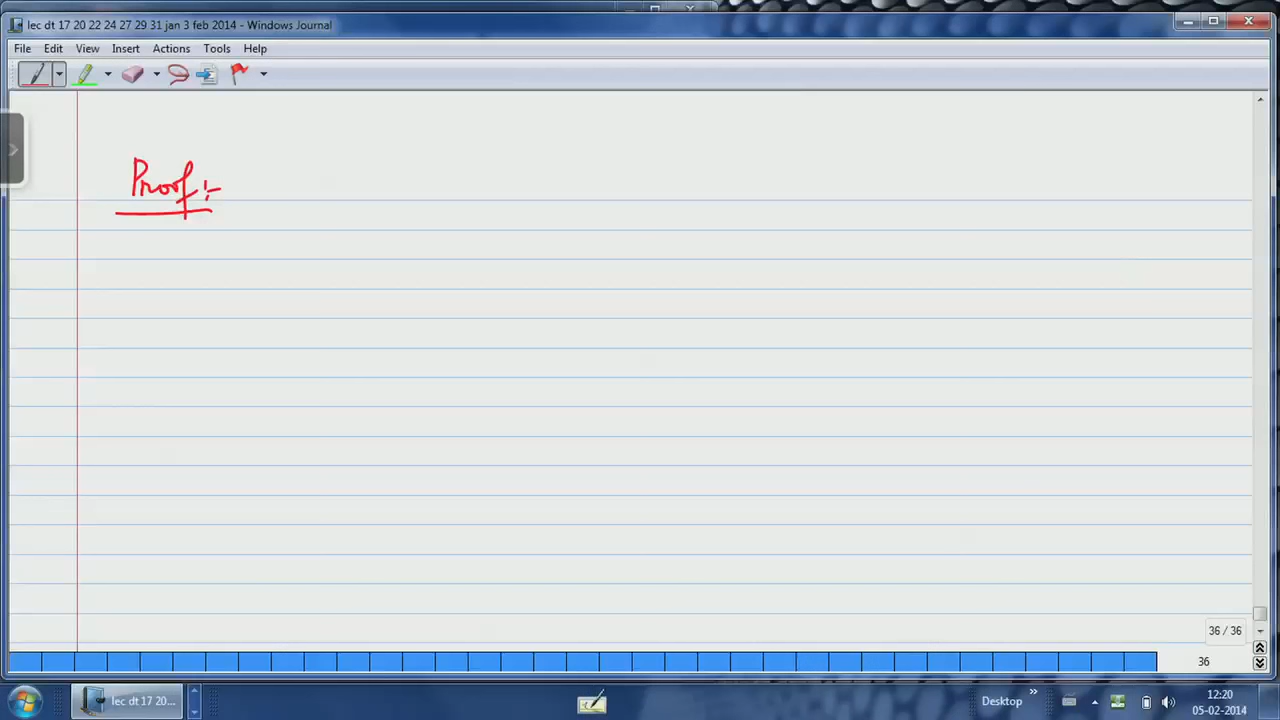 lec dt 17 20 22 24 27 29 31 jan 3 feb 2014 - Windows Journal
File Edit View Insert Actions Tools Help
Proof :-
36 / 36
36
lec dt 17 20...
Desktop
12:20
05-02-2014